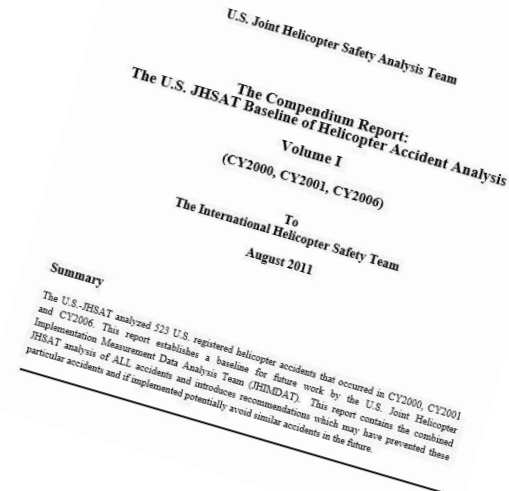 U.S. Joint Helicopter Safety Analysis Team
The Compendium Report:
The U.S. JHSAT Baseline of Helicopter Accident Analysis
Volume I
(CY2000, CY2001, CY2006)
To
The International Helicopter Safety Team
August 2011
Summary
The U.S.-JHSAT analyzed 523 U.S. registered helicopter accidents that occurred in CY2000, CY2001
and CY2006. This report establishes a baseline for future work by the U.S. Joint Helicopter
Implementation Measurement Data Analysis Team (JHIMDAT). This report contains the combined
JHSAT analysis of ALL accidents and introduces recommendations which may have prevented these
particular accidents and if implemented potentially avoid similar accidents in the future.